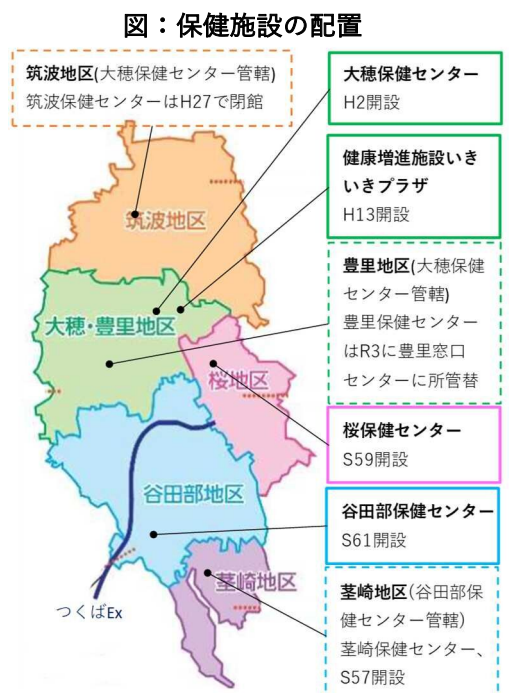 図：保健施設の配置
筑波地区(大穂保健センター管轄)
筑波保健センターはH27で閉館
大穂保健センター
H2開設
健康増進施設いき
いきプラザ
H13開設
豊里地区(大穂保健
センター管轄)
豊里保健センター
はR3に豊里窓口
センターに所管替
桜保健センター
S59開設
谷田部保健センター
S61開設
茎崎地区(谷田部保
健センター管轄)
茎崎保健センター、
S57開設
筑波地区
大穂・豊里地区
桜地区
谷田部地区
茎崎地区
つくばEx